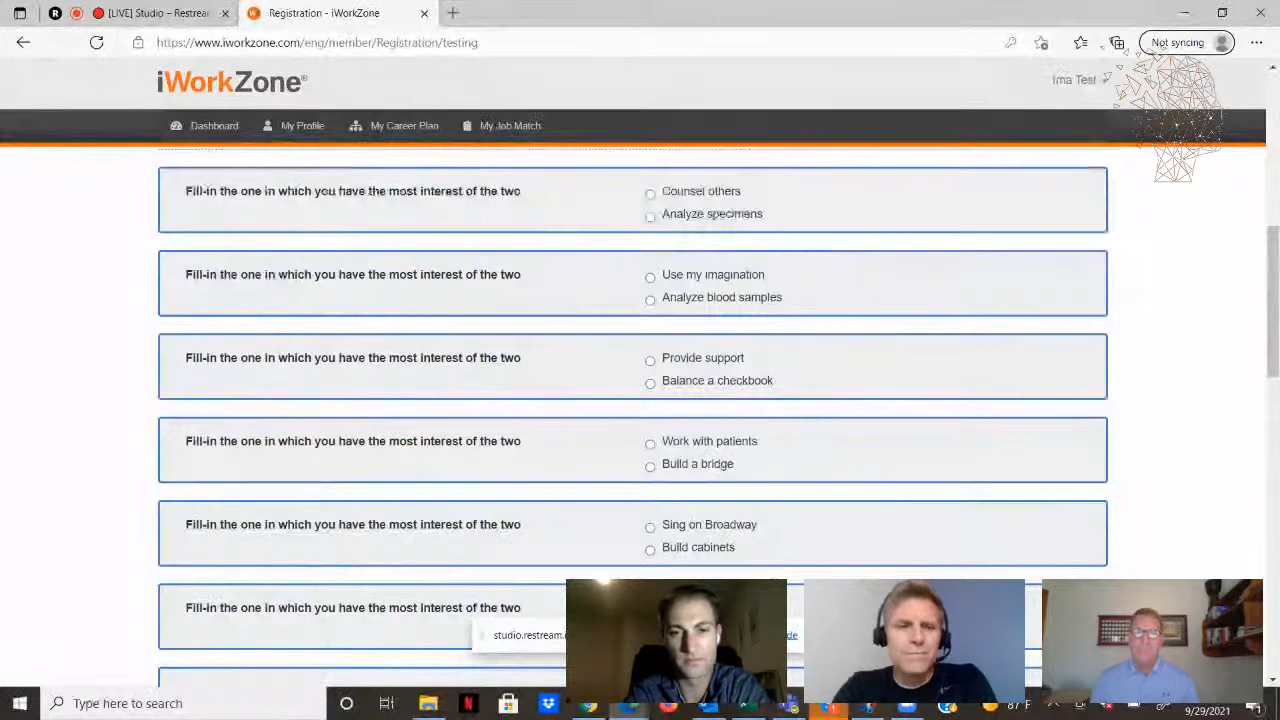 [LIVE] Studio – Restream
Registration - iWorkZone
https://www.iworkzone.com/eng/member/Registration/testing
Not syncing
iWorkZone®
Ima Test
Dashboard
My Profile
My Career Plan
My Job Match
Fill-in the one in which you have the most interest of the two
Counsel others
Analyze specimens
Fill-in the one in which you have the most interest of the two
Use my imagination
Analyze blood samples
Fill-in the one in which you have the most interest of the two
Provide support
Balance a checkbook
Fill-in the one in which you have the most interest of the two
Work with patients
Build a bridge
Fill-in the one in which you have the most interest of the two
Sing on Broadway
Build cabinets
Fill-in the one in which you have the most interest of the two
studio.restream.i
de
Type here to search
87°F
9/29/2021